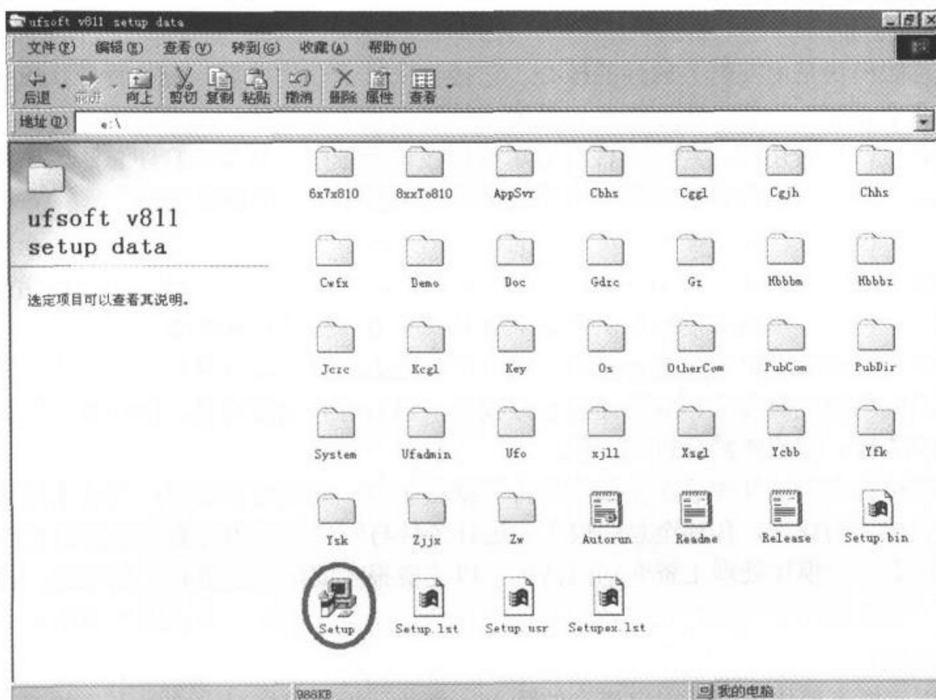 ufsoft v811 setup data
文件(F) 编辑(E) 查看(V) 转到(G) 收藏(A) 帮助(H)
后退 前进 向上 剪切 复制 粘贴 撤消 删除 属性 查看
地址(D) e:\
ufsoft v811
setup data
选定项目可以查看其说明。
6x7x810 8xxTo810 AppSvr Cbhs Cggl Cgjh Chhs
Cwfx Demo Doc Gdzc Gz Hbbbm Hbbbz
Jczc Kcgl Key Os OtherCom PubCom PubDir
System Ufadmin Ufo xjll Xsgl Ycbb Yfk
Ysk Zjjx Zw Autorun Readme Release Setup.bin
Setup Setup.lst Setup.usr Setupex.lst
988KB 我的电脑